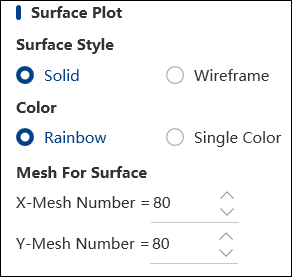 Surface Plot
Surface Style
Solid Wireframe
Color
Rainbow Single Color
Mesh For Surface
X-Mesh Number = 80
Y-Mesh Number = 80